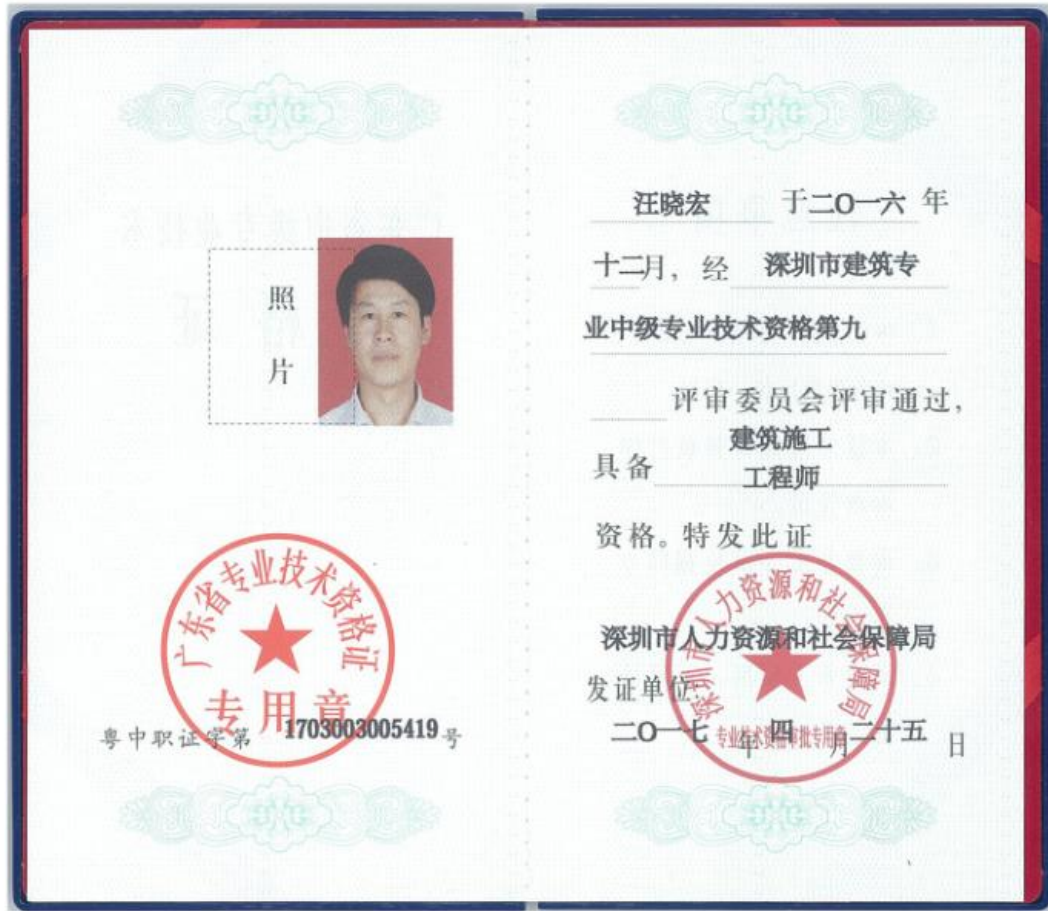 照
片
广东省专业技术资格证
专用章
粤中职证字第 1703003005419 号
汪晓宏 于二〇一六 年
十二月，经 深圳市建筑专
业中级专业技术资格第九
评审委员会评审通过，
建筑施工
具备
工程师
资格。特发此证
深圳市人力资源和社会保障局
深圳市人力资源和社会保障局
发证单位：
专业技术资格审批专用章
二〇一七 年 四 月 二十五 日